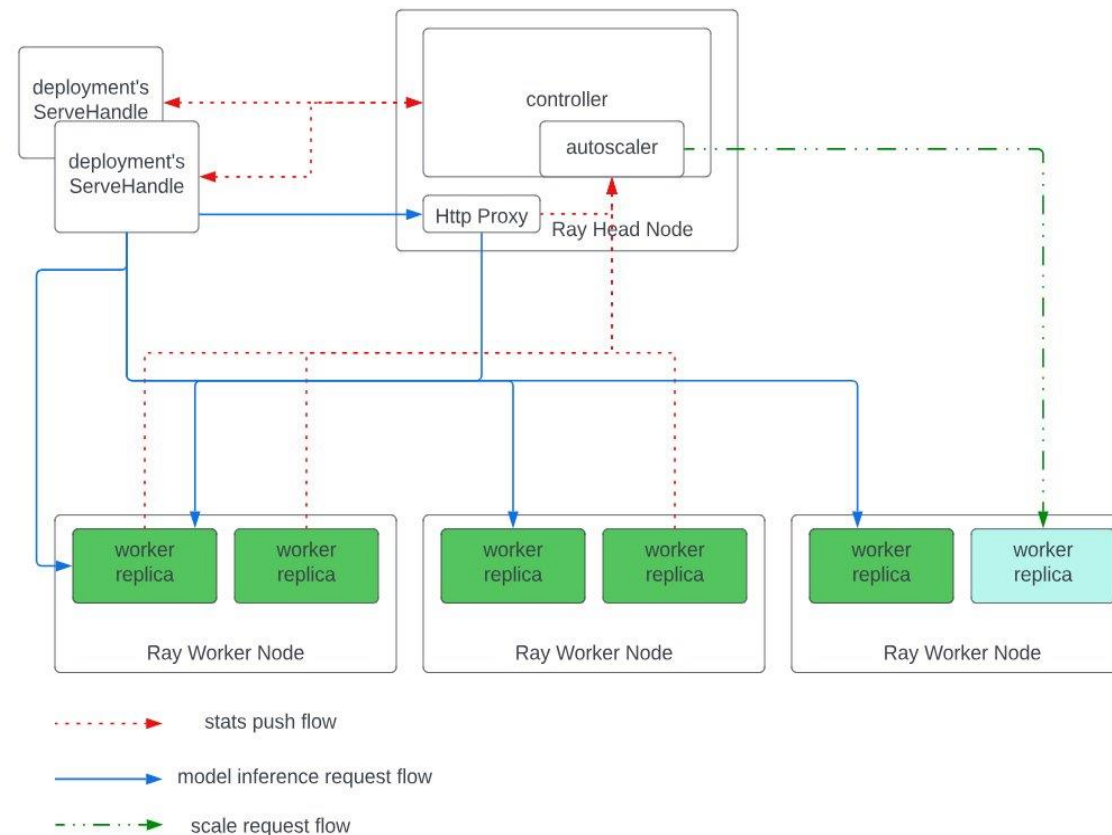 deployment's
ServeHandle
deployment's
ServeHandle
controller
autoscaler
Http Proxy
Ray Head Node
worker
replica
worker
replica
worker
replica
worker
replica
worker
replica
worker
replica
Ray Worker Node
Ray Worker Node
Ray Worker Node
stats push flow
model inference request flow
scale request flow